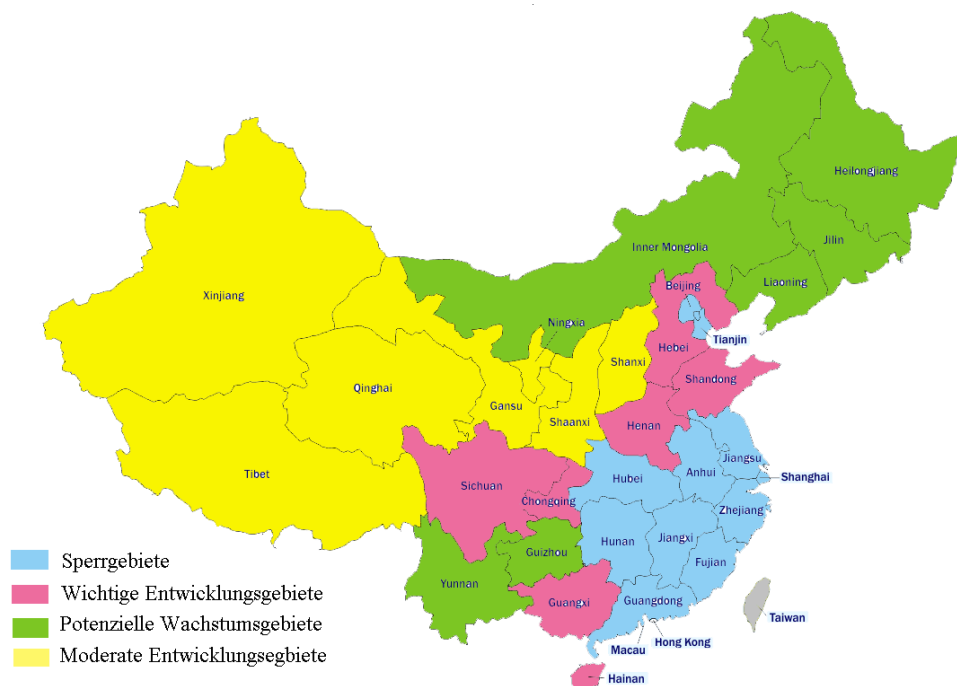 Heilongjiang
Jilin
Inner Mongolia
Liaoning
Beijing
Xinjiang
Ningxia
Tianjin
Hebei
Shanxi
Shandong
Qinghai
Gansu
Shaanxi
Henan
Jiangsu
Tibet
Anhui
Shanghai
Hubei
Sichuan
Chongqing
Zhejiang
Hunan
Jiangxi
Guizhou
Fujian
Yunnan
Guangxi
Guangdong
Taiwan
Hong Kong
Macau
Hainan
Sperrgebiete
Wichtige Entwicklungsgebiete
Potenzielle Wachstumsgebiete
Moderate Entwicklungsegbiete